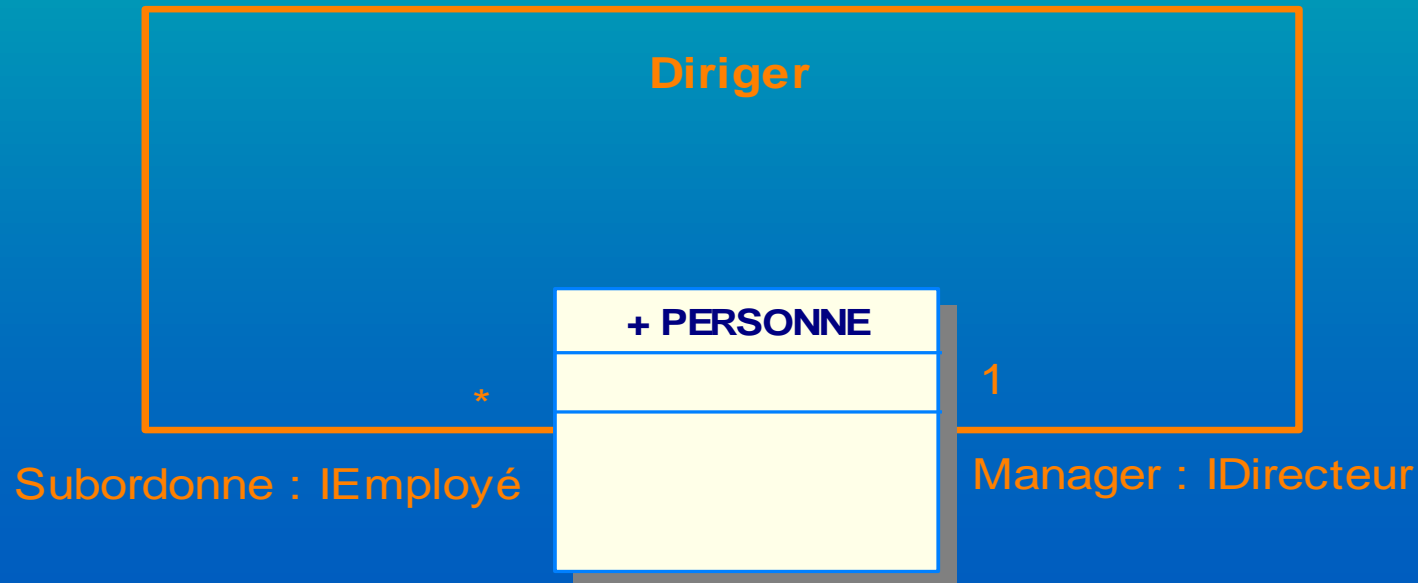 Diriger
+ PERSONNE
* 1
Subordonne : IEmployé
Manager : IDirecteur